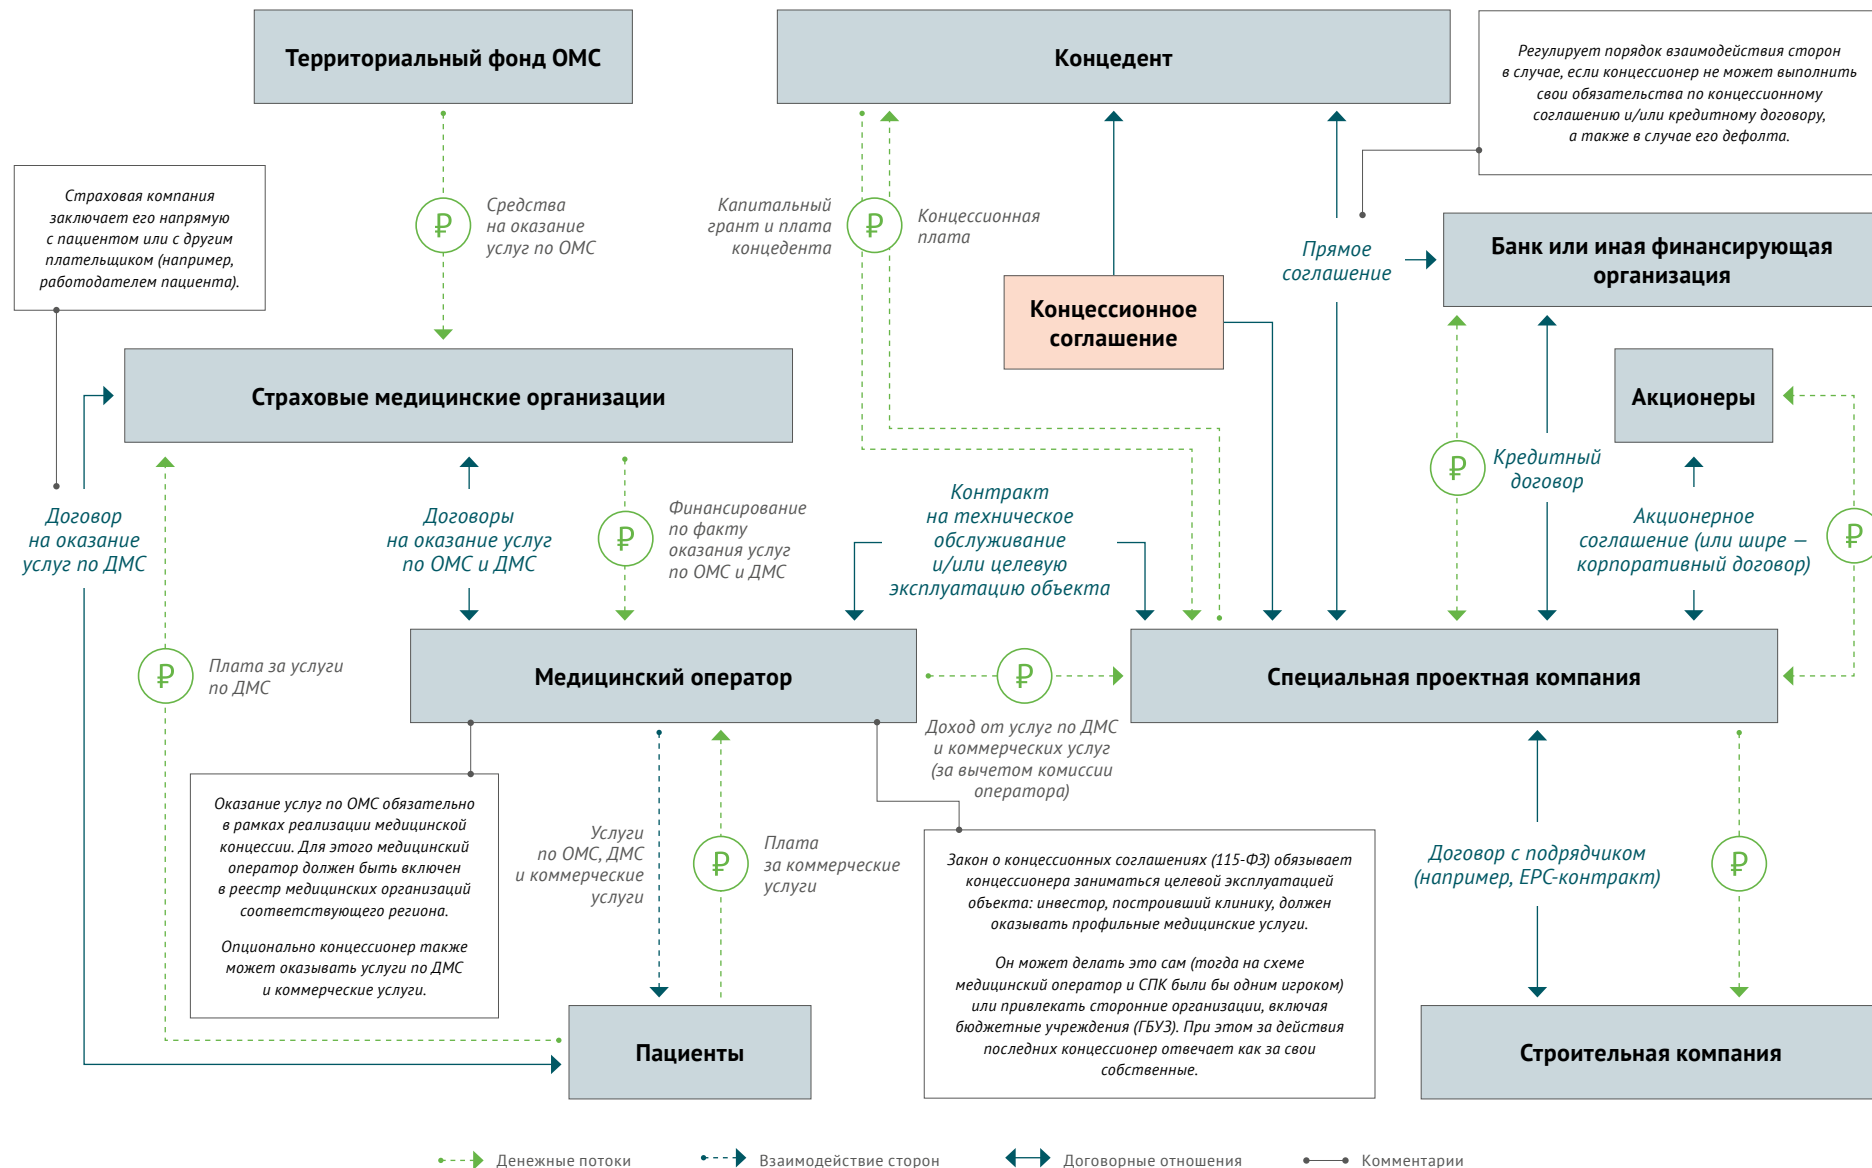 Территориальный фонд ОМС
Концедент
Регулирует порядок взаимодействия сторон
в случае, если концессионер не может выполнить
свои обязательства по концессионному
соглашению и/или кредитному договору,
а также в случае его дефолта.
Страховая компания
заключает его напрямую
с пациентом или с другим
плательщиком (например,
работодателем пациента).
₽
Средства
на оказание
услуг по ОМС
Капитальный
грант и плата
концедента
₽
Концессионная
плата
Прямое
соглашение
Банк или иная финансирующая
организация
Концессионное
соглашение
Страховые медицинские организации
Акционеры
₽
Кредитный
договор
Договор
на оказание
услуг по ДМС
Договоры
на оказание услуг
по ОМС и ДМС
₽
Финансирование
по факту
оказания услуг
по ОМС и ДМС
Контракт
на техническое
обслуживание
и/или целевую
эксплуатацию объекта
Акционерное
соглашение (или шире —
корпоративный договор)
₽
₽
Плата за услуги
по ДМС
Медицинский оператор
₽
Доход от услуг по ДМС
и коммерческих услуг
(за вычетом комиссии
оператора)
Специальная проектная компания
Оказание услуг по ОМС обязательно
в рамках реализации медицинской
концессии. Для этого медицинский
оператор должен быть включен
в реестр медицинских организаций
соответствующего региона.
Опционально концессионер также
может оказывать услуги по ДМС
и коммерческие услуги.
Услуги
по ОМС, ДМС
и коммерческие
услуги
₽
Плата
за коммерческие
услуги
Закон о концессионных соглашениях (115-ФЗ) обязывает
концессионера заниматься целевой эксплуатацией
объекта: инвестор, построивший клинику, должен
оказывать профильные медицинские услуги.
Он может делать это сам (тогда на схеме
медицинский оператор и СПК были бы одним игроком)
или привлекать сторонние организации, включая
бюджетные учреждения (ГБУЗ). При этом за действия
последних концессионер отвечает как за свои
собственные.
Договор с подрядчиком
(например, EPC-контракт)
₽
Пациенты
Строительная компания
Денежные потоки
Взаимодействие сторон
Договорные отношения
Комментарии